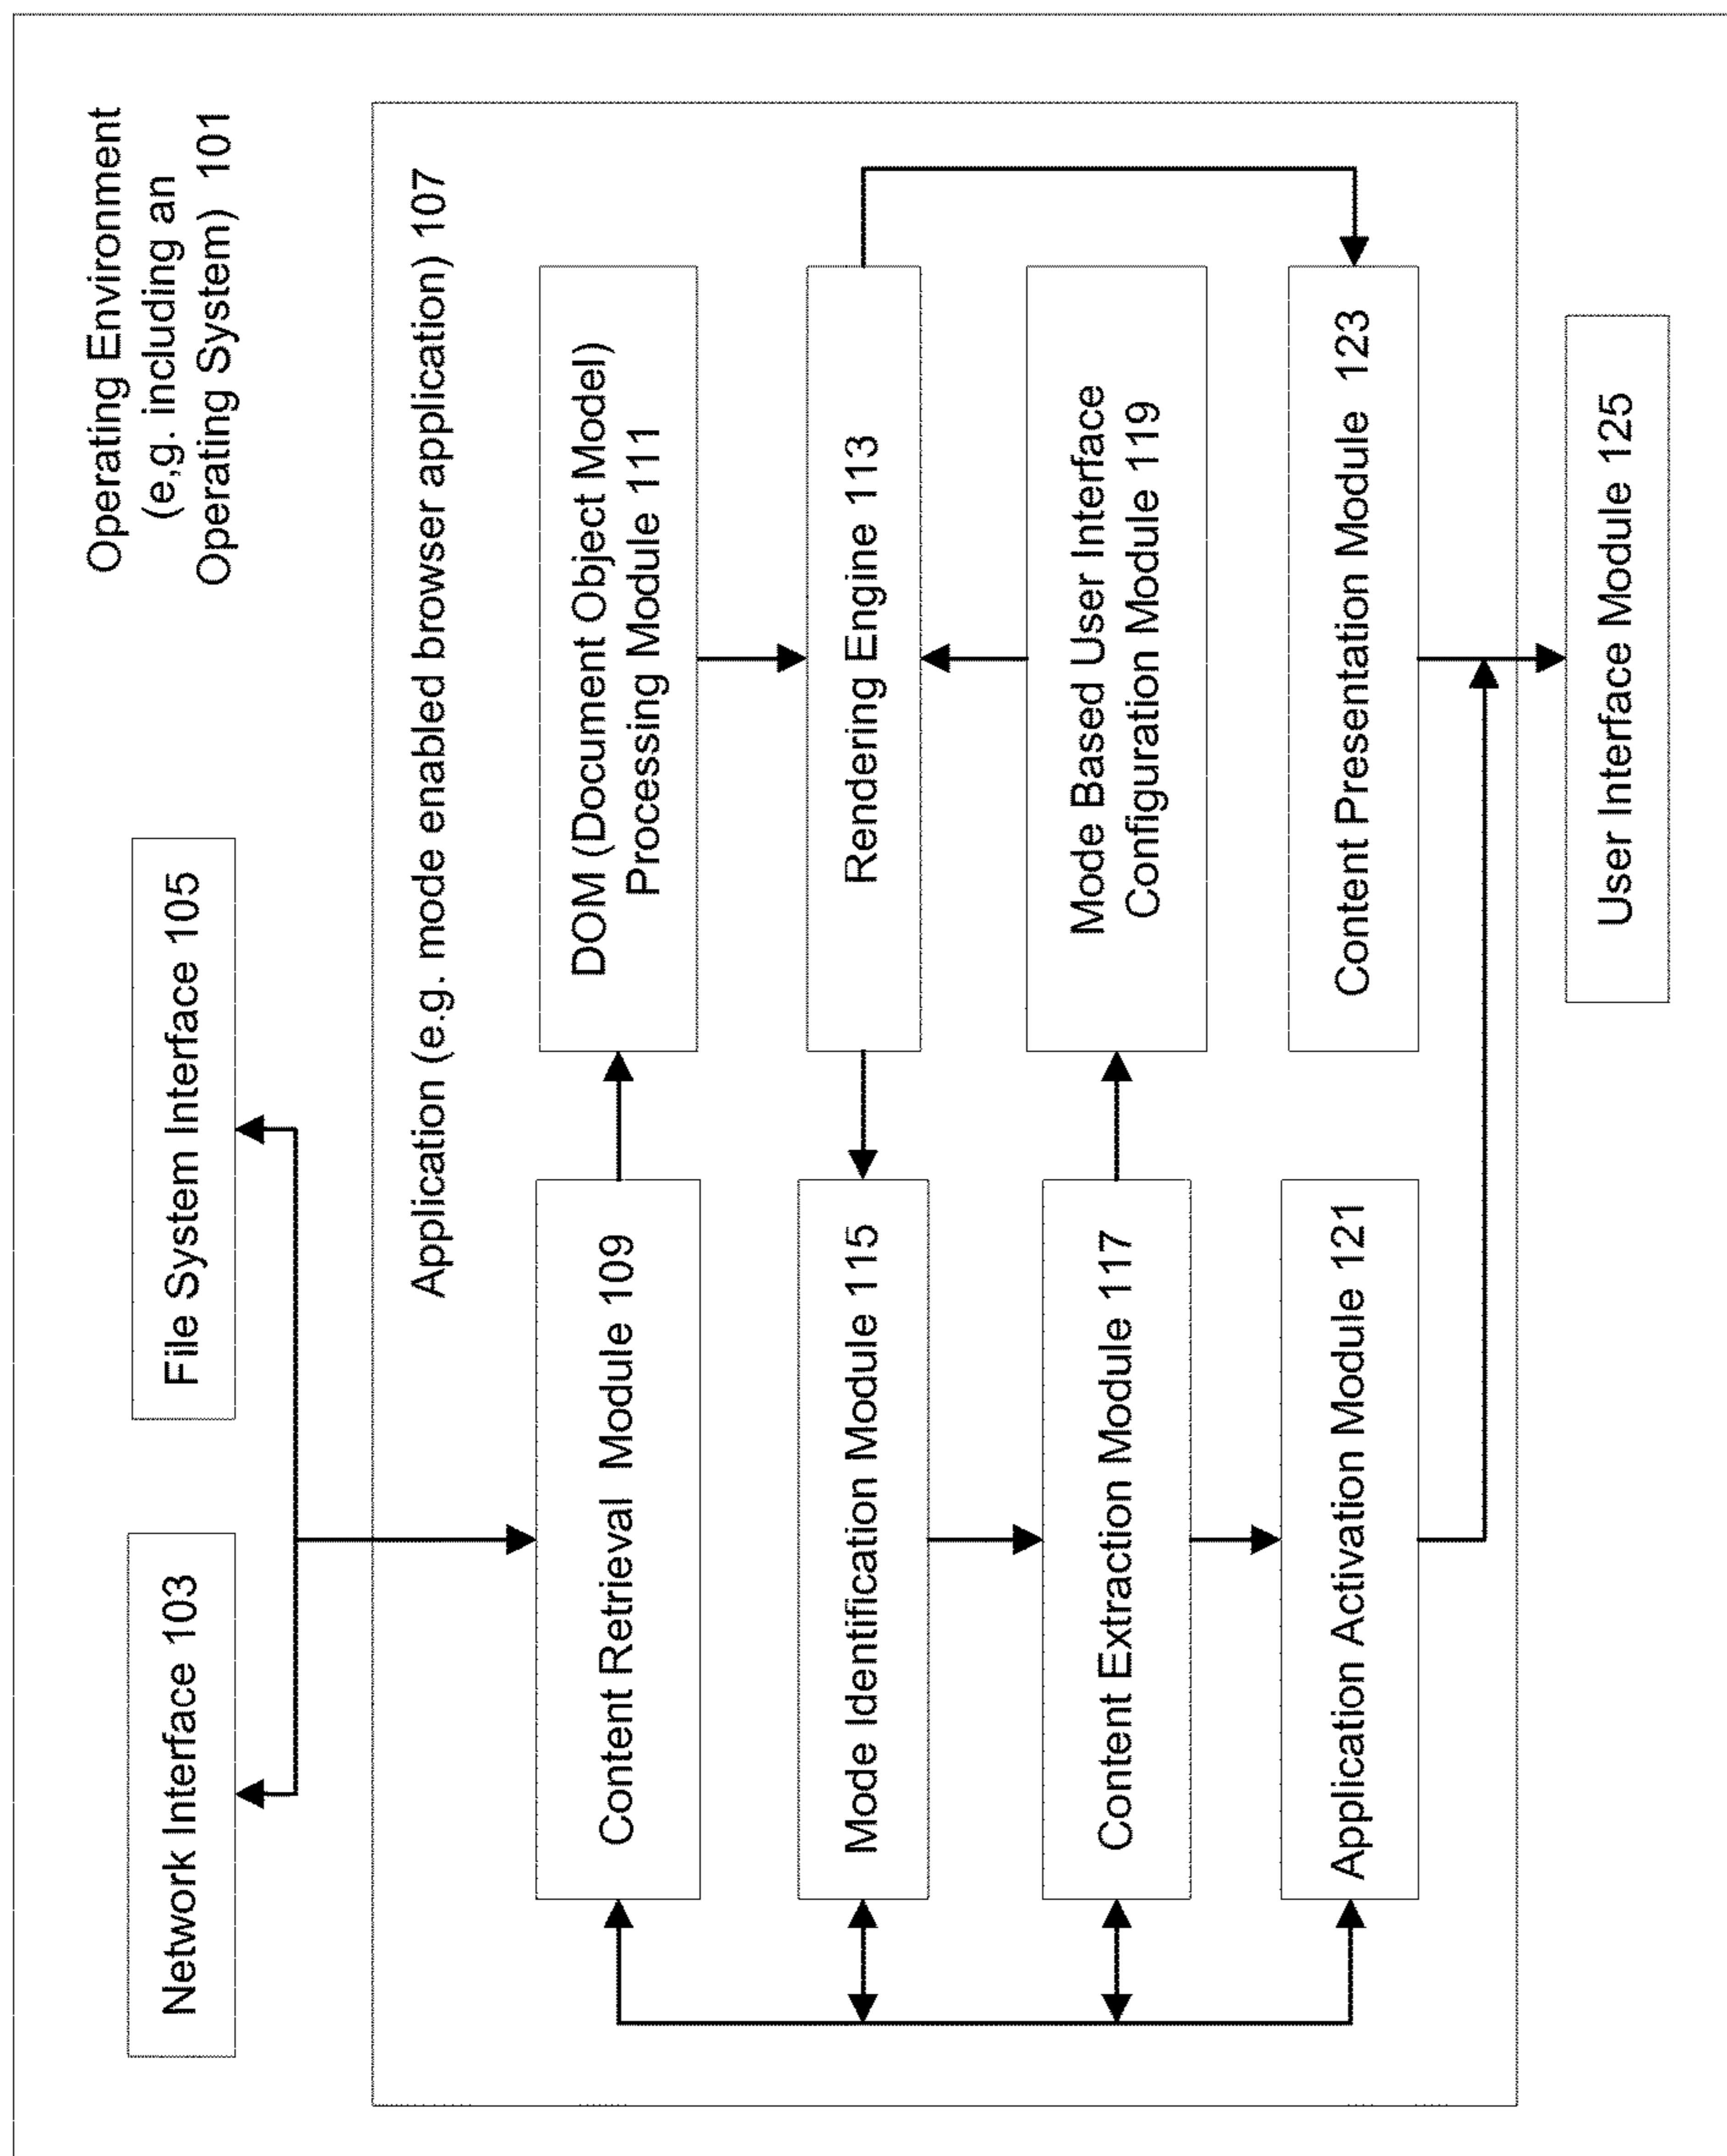 Operating Environment
(e,g. including an
Operating System) 101
Network Interface 103
File System Interface 105
Application (e.g. mode enabled browser application) 107
Content Retrieval Module 109
DOM (Document Object Model)
Processing Module 111
Mode Identification Module 115
Rendering Engine 113
Content Extraction Module 117
Mode Based User Interface
Configuration Module 119
Application Activation Module 121
Content Presentation Module 123
User Interface Module 125